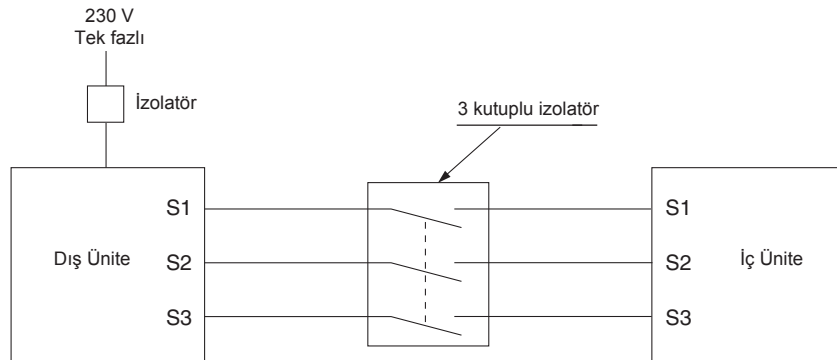 230 V
Tek fazlı
İzolatör
3 kutuplu izolatör
S1
S1
Dış Ünite
S2
S2
İç Ünite
S3
S3